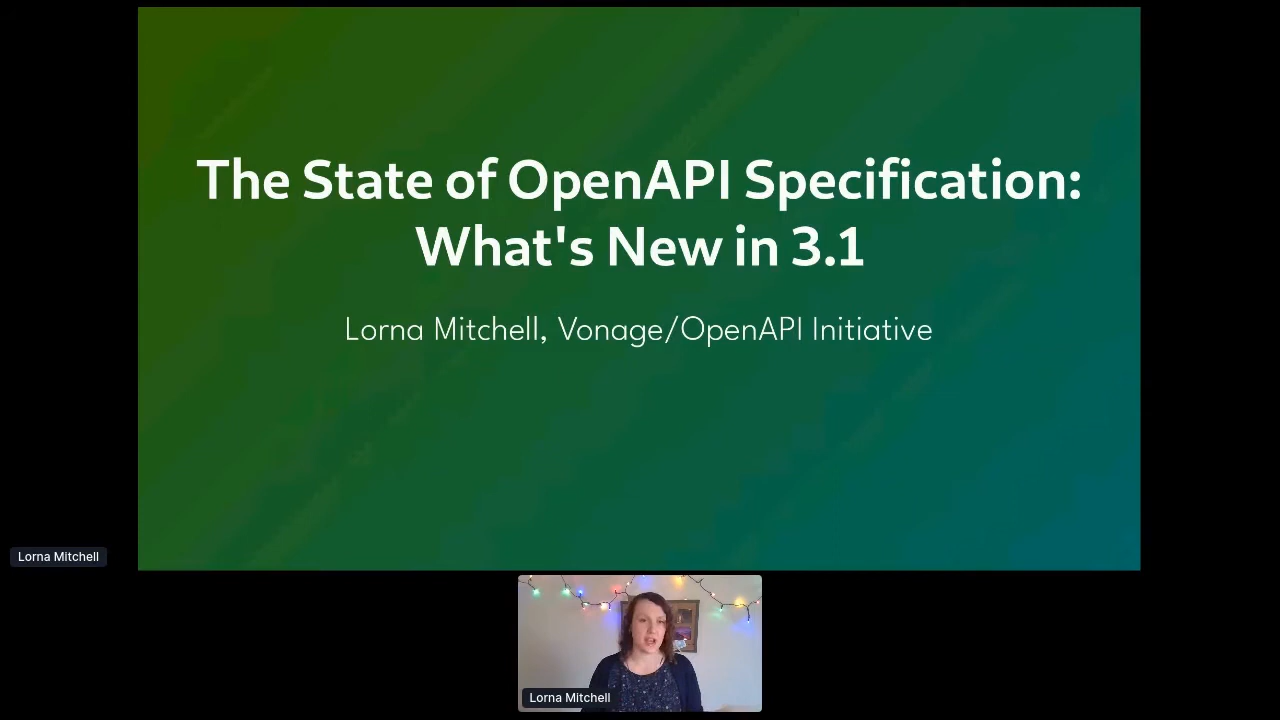 The State of OpenAPI Specification:
What's New in 3.1
Lorna Mitchell, Vonage/OpenAPI Initiative
Lorna Mitchell
Lorna Mitchell